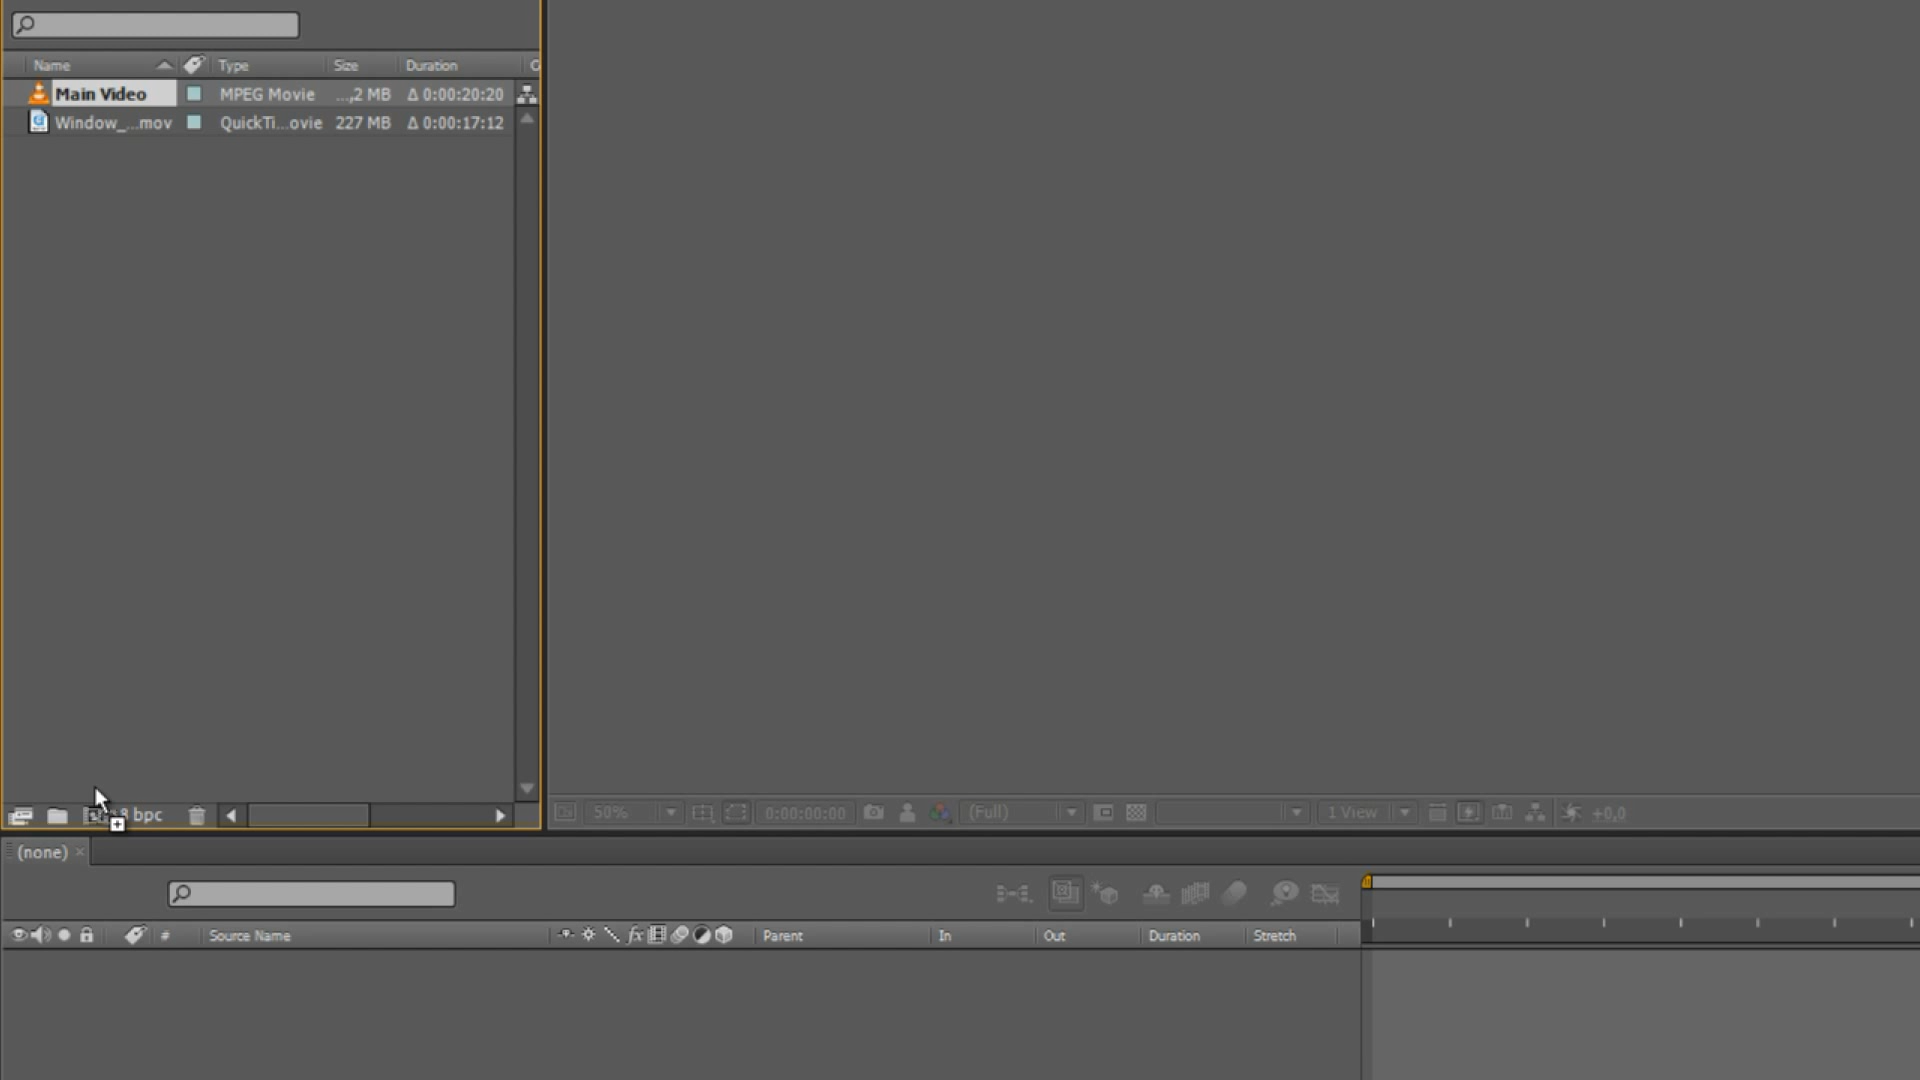 Name Type Size Duration
Main Video MPEG Movie ...,2 MB Δ 0:00:20:20
Window_...mov QuickTi...ovie 227 MB Δ 0:00:17:12
8 bpc
50% 0:00:00:00 (Full) 1 View +0,0
(none) ×
# Source Name fx Parent In Out Duration Stretch